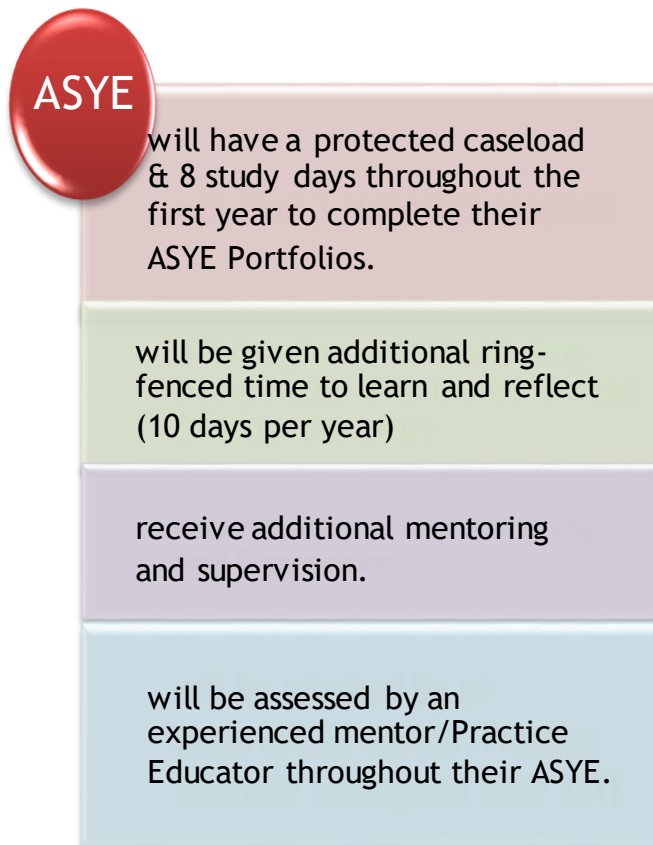 ASYE
will have a protected caseload
& 8 study days throughout the
first year to complete their
ASYE Portfolios.
will be given additional ring-
fenced time to learn and reflect
(10 days per year)
receive additional mentoring
and supervision.
will be assessed by an
experienced mentor/Practice
Educator throughout their ASYE.